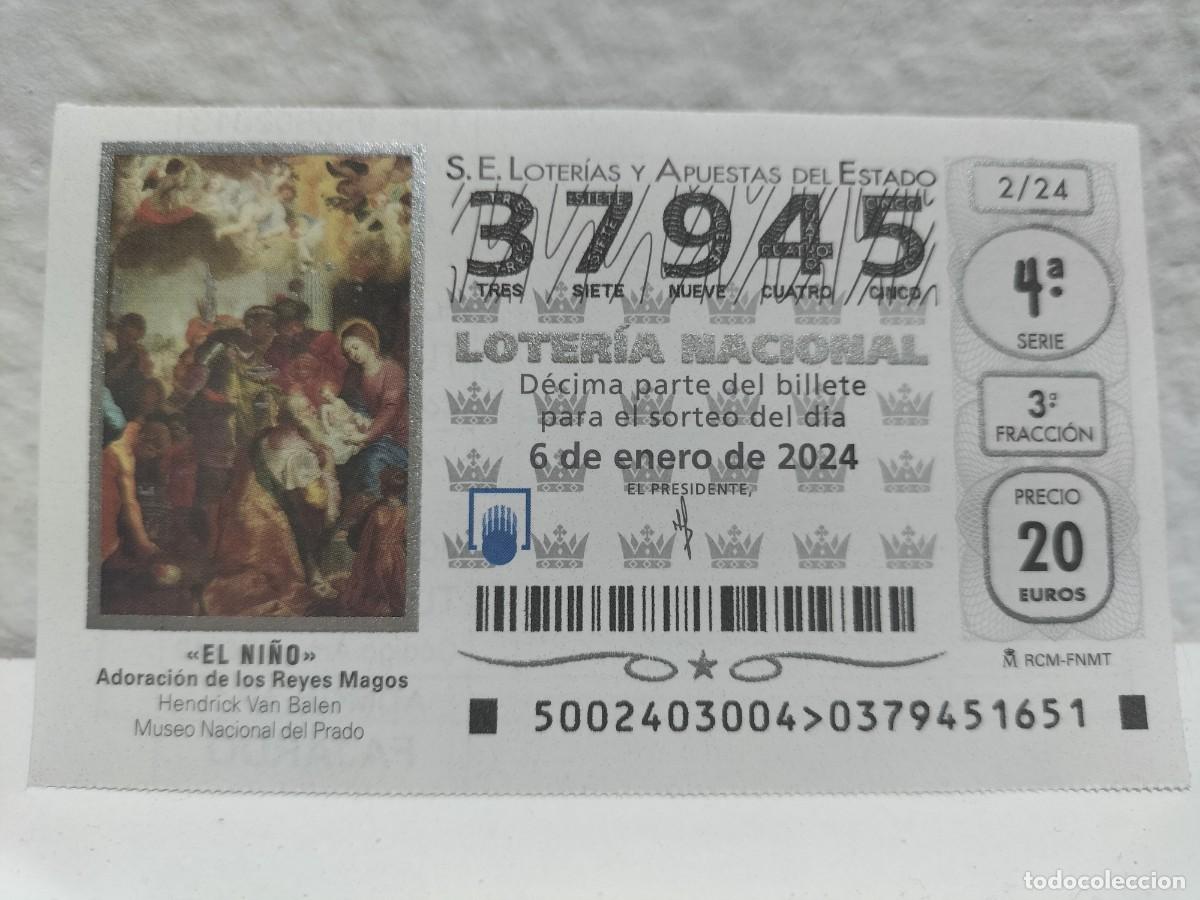 S.E. LOTERÍAS Y APUESTAS DEL ESTADO
37945
TRES SIETE NUEVE CUATRO CINCO
LOTERÍA NACIONAL
Décima parte del billete
para el sorteo del día
6 de enero de 2024
EL PRESIDENTE,
2/24
4ª
SERIE
3ª
FRACCIÓN
PRECIO
20
EUROS
RCM-FNMT
5002403004>0379451651
«EL NIÑO»
Adoración de los Reyes Magos
Hendrick Van Balen
Museo Nacional del Prado
todocoleccion